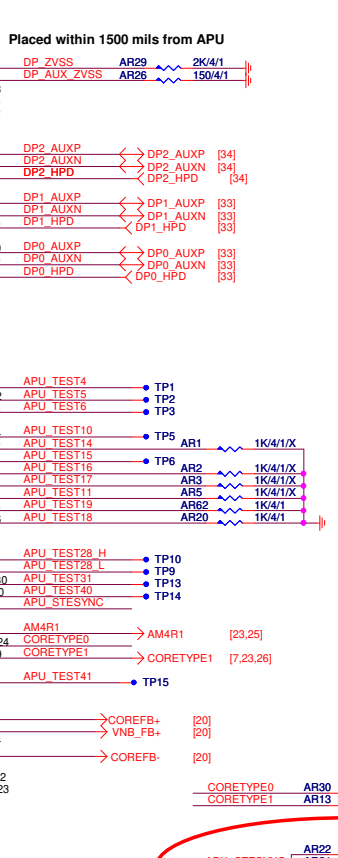 Placed within 1500 mils from APU
DP_ZVSS AR29 2K/4/1
DP_AUX_ZVSS AR26 150/4/1
DP2_AUXP DP2_AUXP [34]
DP2_AUXN DP2_AUXN [34]
DP2_HPD DP2_HPD [34]
DP1_AUXP DP1_AUXP [33]
DP1_AUXN DP1_AUXN [33]
DP1_HPD DP1_HPD [33]
DP0_AUXP DP0_AUXP [33]
DP0_AUXN DP0_AUXN [33]
DP0_HPD DP0_HPD [33]
APU_TEST4 TP1
APU_TEST5 TP2
APU_TEST6 TP3
APU_TEST10 TP5
APU_TEST14 AR1 1K/4/1/X
APU_TEST15 TP6
APU_TEST16 AR2 1K/4/1/X
APU_TEST17 AR3 1K/4/1/X
APU_TEST11 AR5 1K/4/1/X
APU_TEST19 AR62 1K/4/1
APU_TEST18 AR20 1K/4/1
APU_TEST28_H TP10
APU_TEST28_L TP9
APU_TEST31 TP13
APU_TEST40 TP14
APU_STESYNC
AM4R1 AM4R1 [23,25]
24 CORETYPE0
CORETYPE1 CORETYPE1 [7,23,26]
APU_TEST41 TP15
COREFB+ [20]
VNB_FB+ [20]
COREFB- [20]
23
CORETYPE0 AR30
CORETYPE1 AR13
AR22